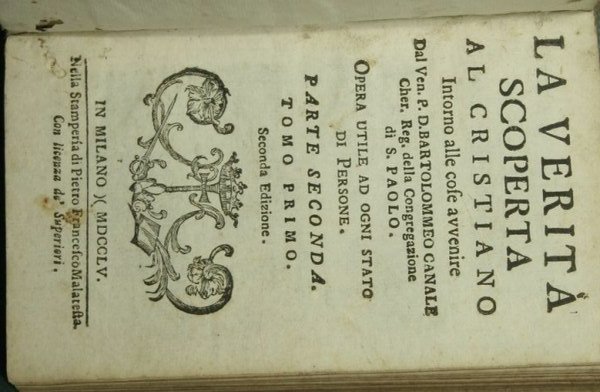 LA VERITÀ
SCOPERTA
AL CRISTIANO
Intorno alle coſe avvenire
Dal Ven. P. D. BARTOLOMMEO CANALE
Cher. Reg. della Congregazione
di S. PAOLO.
OPERA UTILE AD OGNI STATO
DI PERSONE.
PARTE SECONDA.
TOMO PRIMO.
Seconda Edizione.
IN MILANO )( MDCCLV.
Nella Stamperìa di Pietro Franceſco Malateſta.
Con licenza de' Superiori.